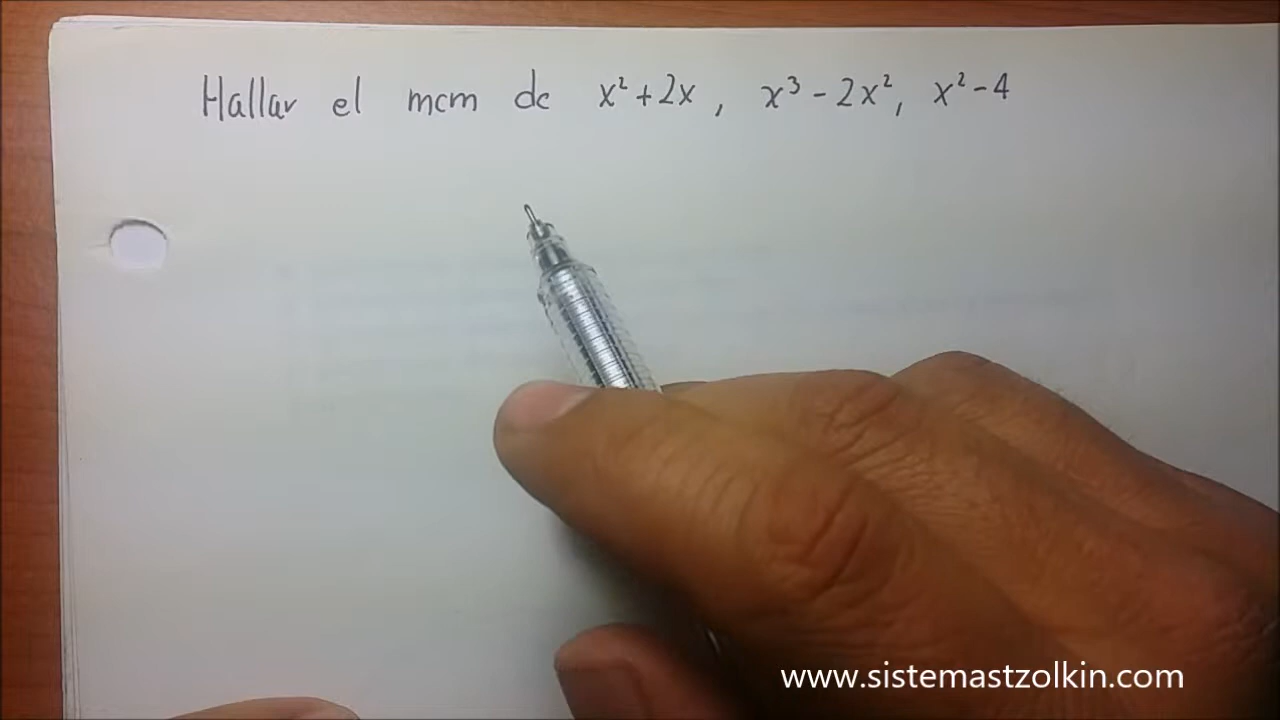 Hallar el mcm de x²+2x, x³-2x², x²-4
www.sistemastzolkin.com